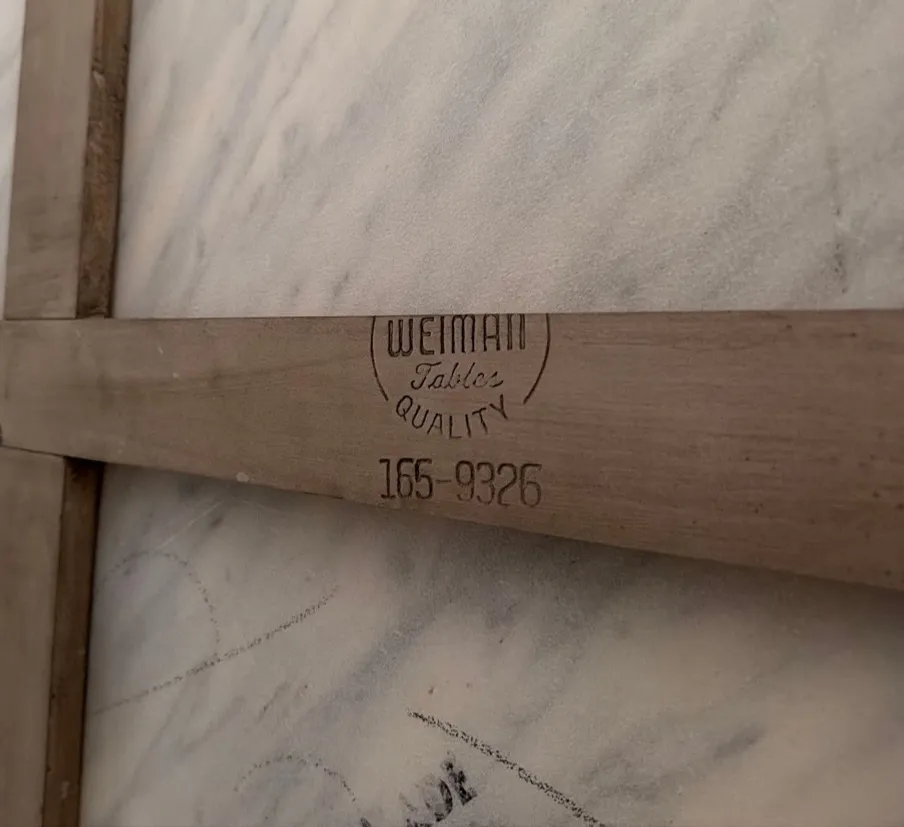 WEIMAN
Tables
QUALITY
165-9326